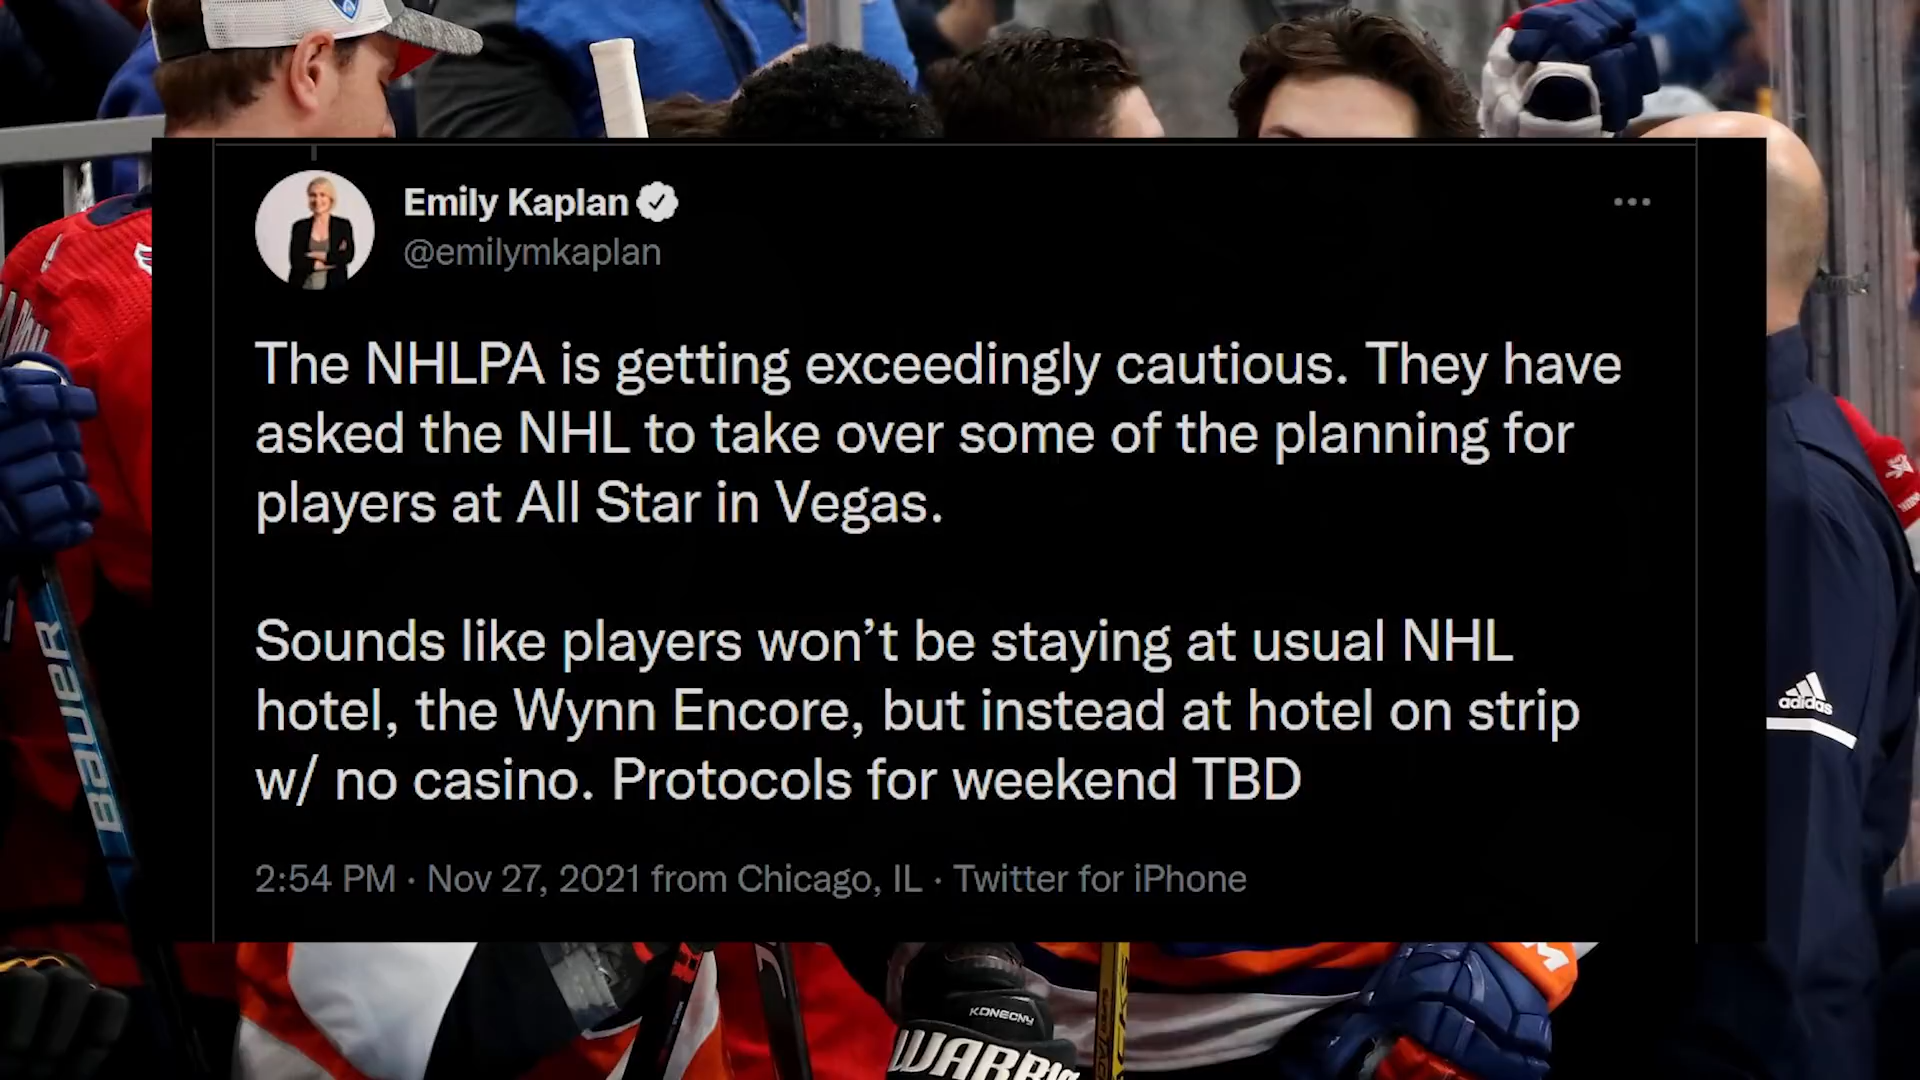 Emily Kaplan
@emilymkaplan
The NHLPA is getting exceedingly cautious. They have
asked the NHL to take over some of the planning for
players at All Star in Vegas.
Sounds like players won’t be staying at usual NHL
hotel, the Wynn Encore, but instead at hotel on strip
w/ no casino. Protocols for weekend TBD
2:54 PM · Nov 27, 2021 from Chicago, IL · Twitter for iPhone
BAUER
adidas
KONECNY